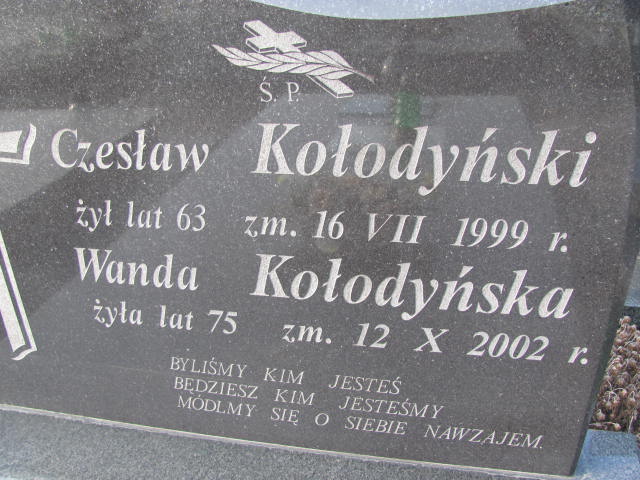 Ś. P.
Czesław Kołodyński
żył lat 63 zm. 16 VII 1999 r.
Wanda Kołodyńska
żyła lat 75 zm. 12 X 2002 r.
BYLIŚMY KIM JESTEŚ
BĘDZIESZ KIM JESTEŚMY
MÓDLMY SIĘ O SIEBIE NAWZAJEM.